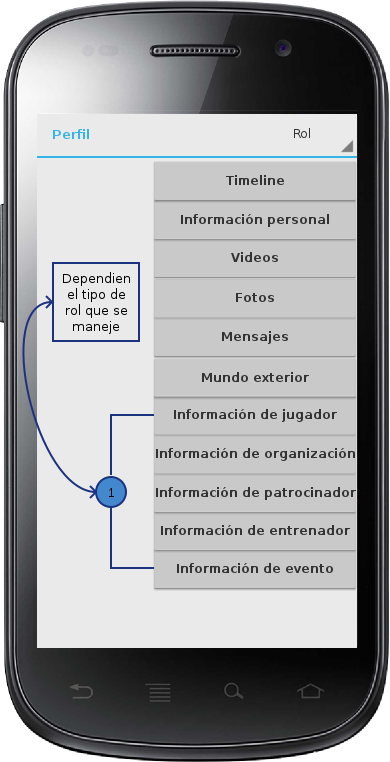 Perfil
Rol
Timeline
Información personal
Videos
Dependien
el tipo de
rol que se
maneje
Fotos
Mensajes
Mundo exterior
Información de jugador
Información de organización
1
Información de patrocinador
Información de entrenador
Información de evento